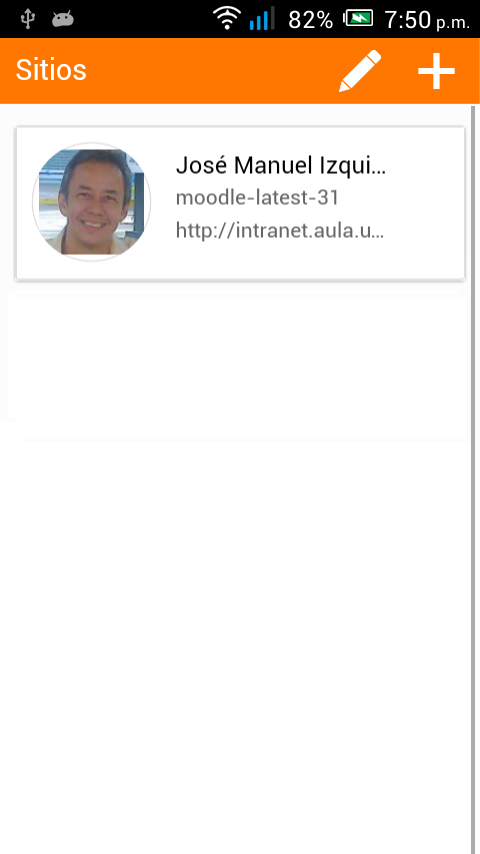 82% 7:50 p.m.
Sitios
José Manuel Izqui...
moodle-latest-31
http://intranet.aula.u...